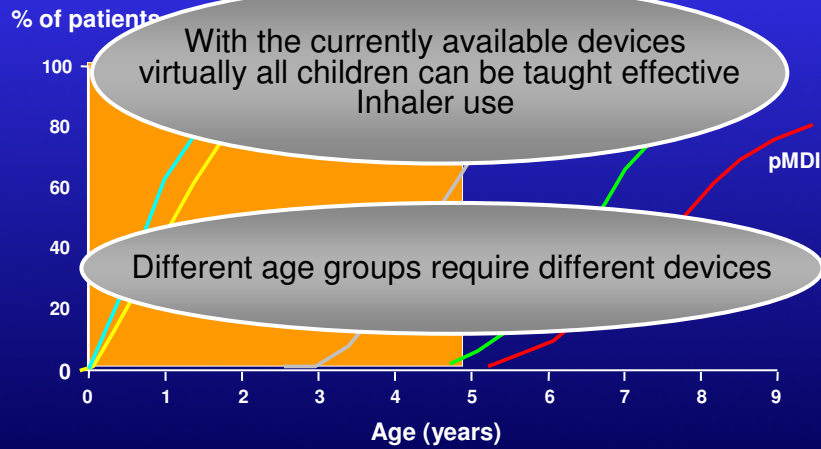 % of patients
With the currently available devices
virtually all children can be taught effective
Inhaler use
100
80
60
pMDI
40
Different age groups require different devices
20
0
0 1 2 3 4 5 6 7 8 9
Age (years)